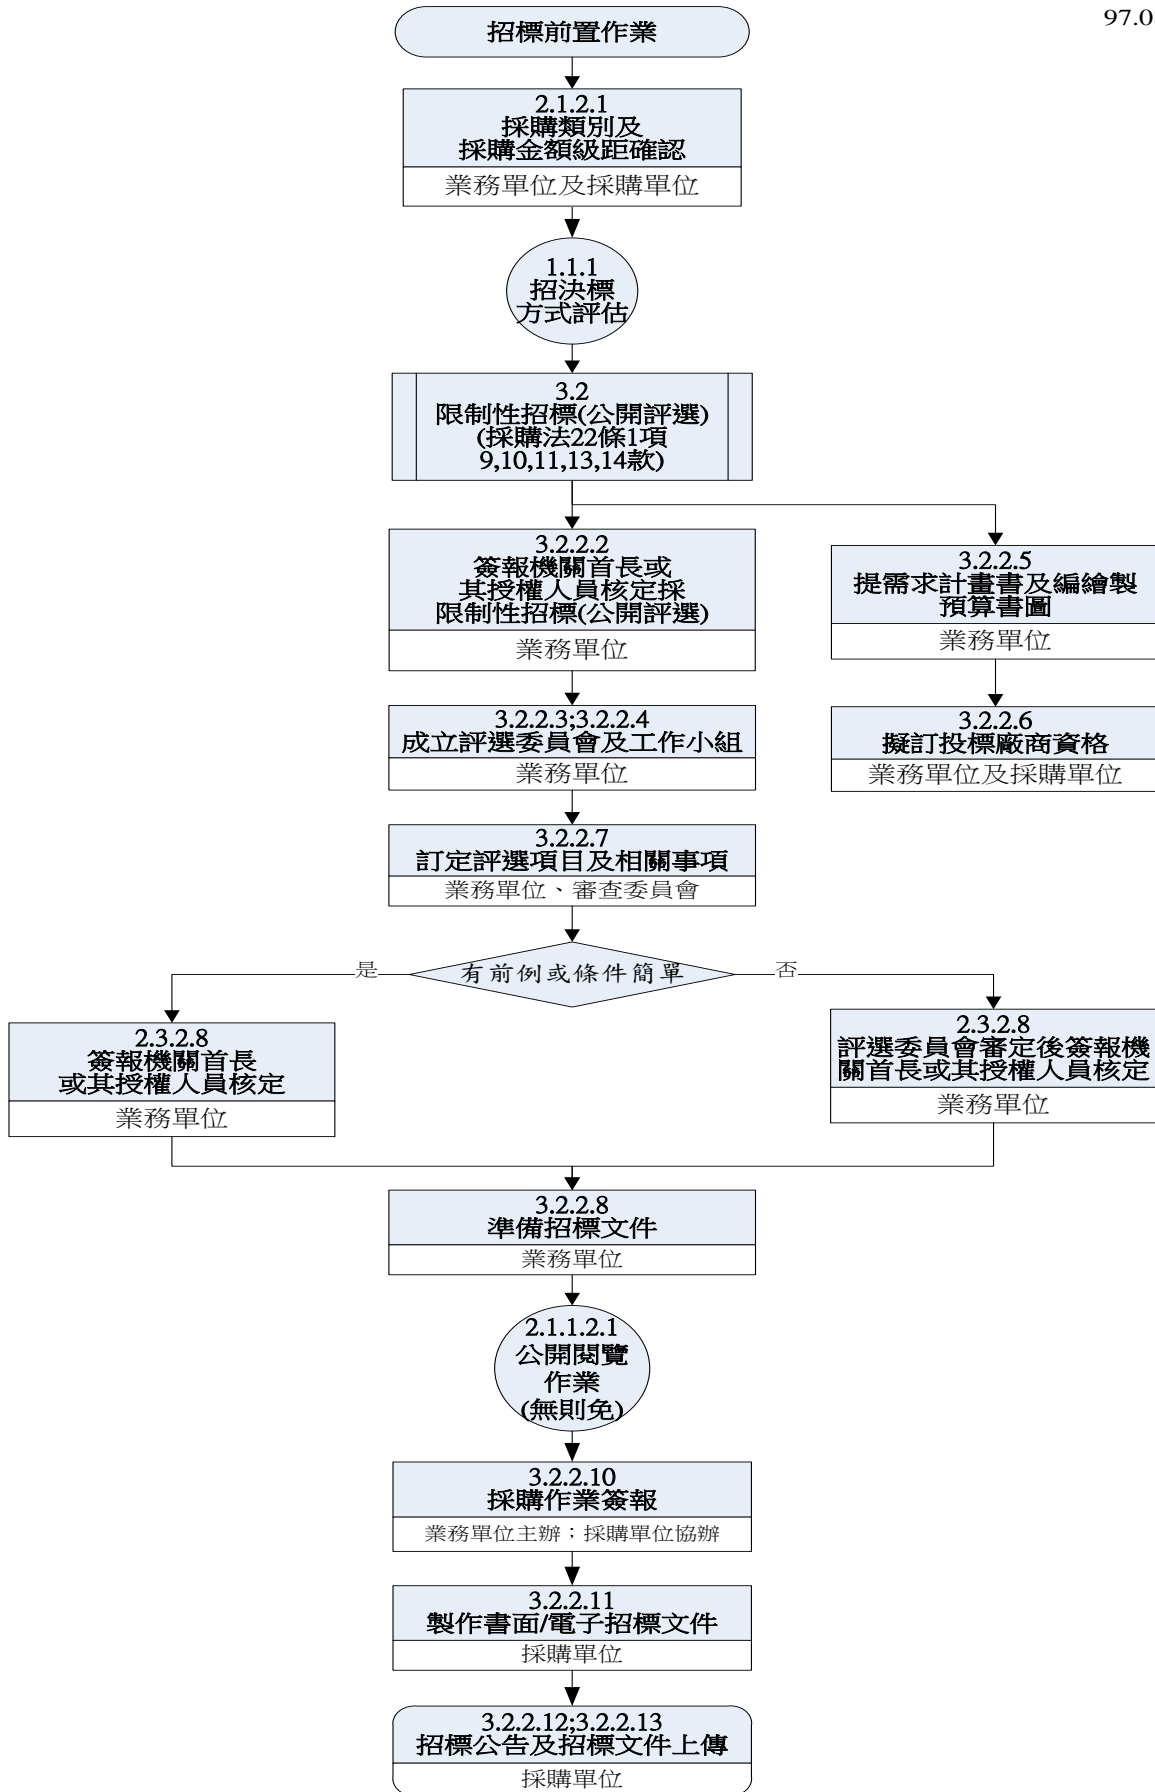 97.0
招標前置作業
2.1.2.1
採購類別及
採購金額級距確認
業務單位及採購單位
1.1.1
招決標
方式評估
3.2
限制性招標(公開評選)
(採購法22條1項
9,10,11,13,14款)
3.2.2.2
簽報機關首長或
其授權人員核定採
限制性招標(公開評選)
業務單位
3.2.2.5
提需求計畫書及編繪製
預算書圖
業務單位
3.2.2.3;3.2.2.4
成立評選委員會及工作小組
業務單位
3.2.2.6
擬訂投標廠商資格
業務單位及採購單位
3.2.2.7
訂定評選項目及相關事項
業務單位、審查委員會
有前例或條件簡單
是
否
2.3.2.8
簽報機關首長
或其授權人員核定
業務單位
2.3.2.8
評選委員會審定後簽報機
關首長或其授權人員核定
業務單位
3.2.2.8
準備招標文件
業務單位
2.1.1.2.1
公開閱覽
作業
(無則免)
3.2.2.10
採購作業簽報
業務單位主辦；採購單位協辦
3.2.2.11
製作書面/電子招標文件
採購單位
3.2.2.12;3.2.2.13
招標公告及招標文件上傳
採購單位